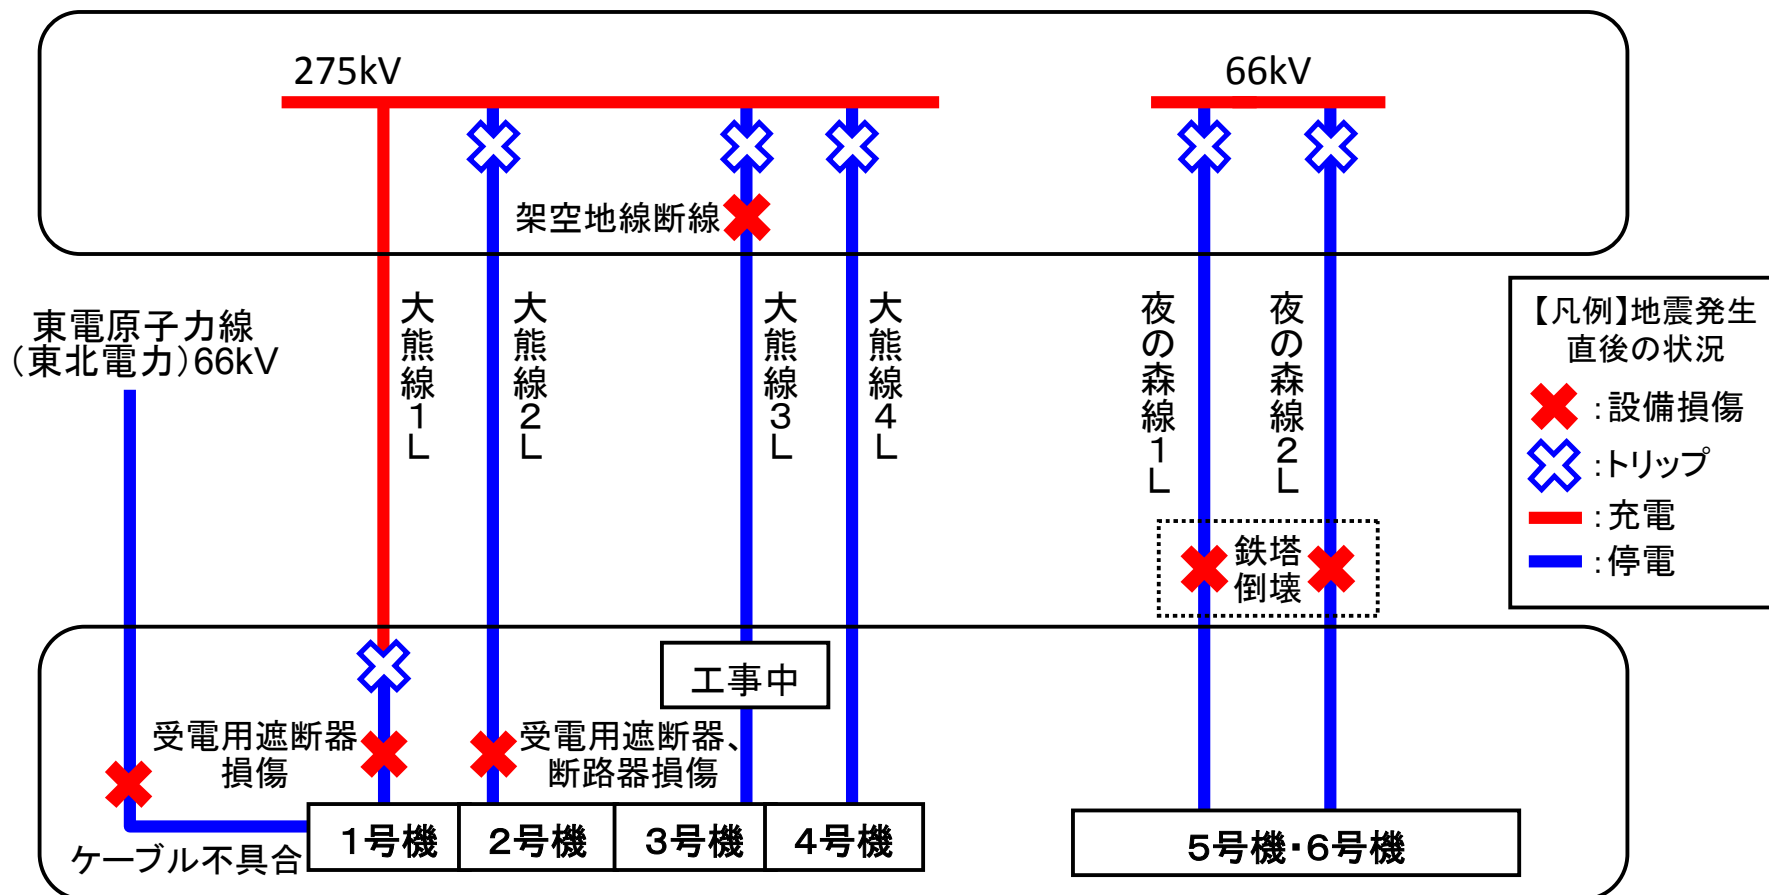 275kV
66kV
架空地線断線
東電原子力線
（東北電力）66kV
大熊線１Ｌ
大熊線２Ｌ
大熊線３Ｌ
大熊線４Ｌ
夜の森線１Ｌ
夜の森線２Ｌ
【凡例】地震発生
直後の状況
：設備損傷
：トリップ
：充電
：停電
鉄塔
倒壊
工事中
受電用遮断器
損傷
受電用遮断器、
断路器損傷
ケーブル不具合
１号機
２号機
３号機
４号機
５号機・６号機